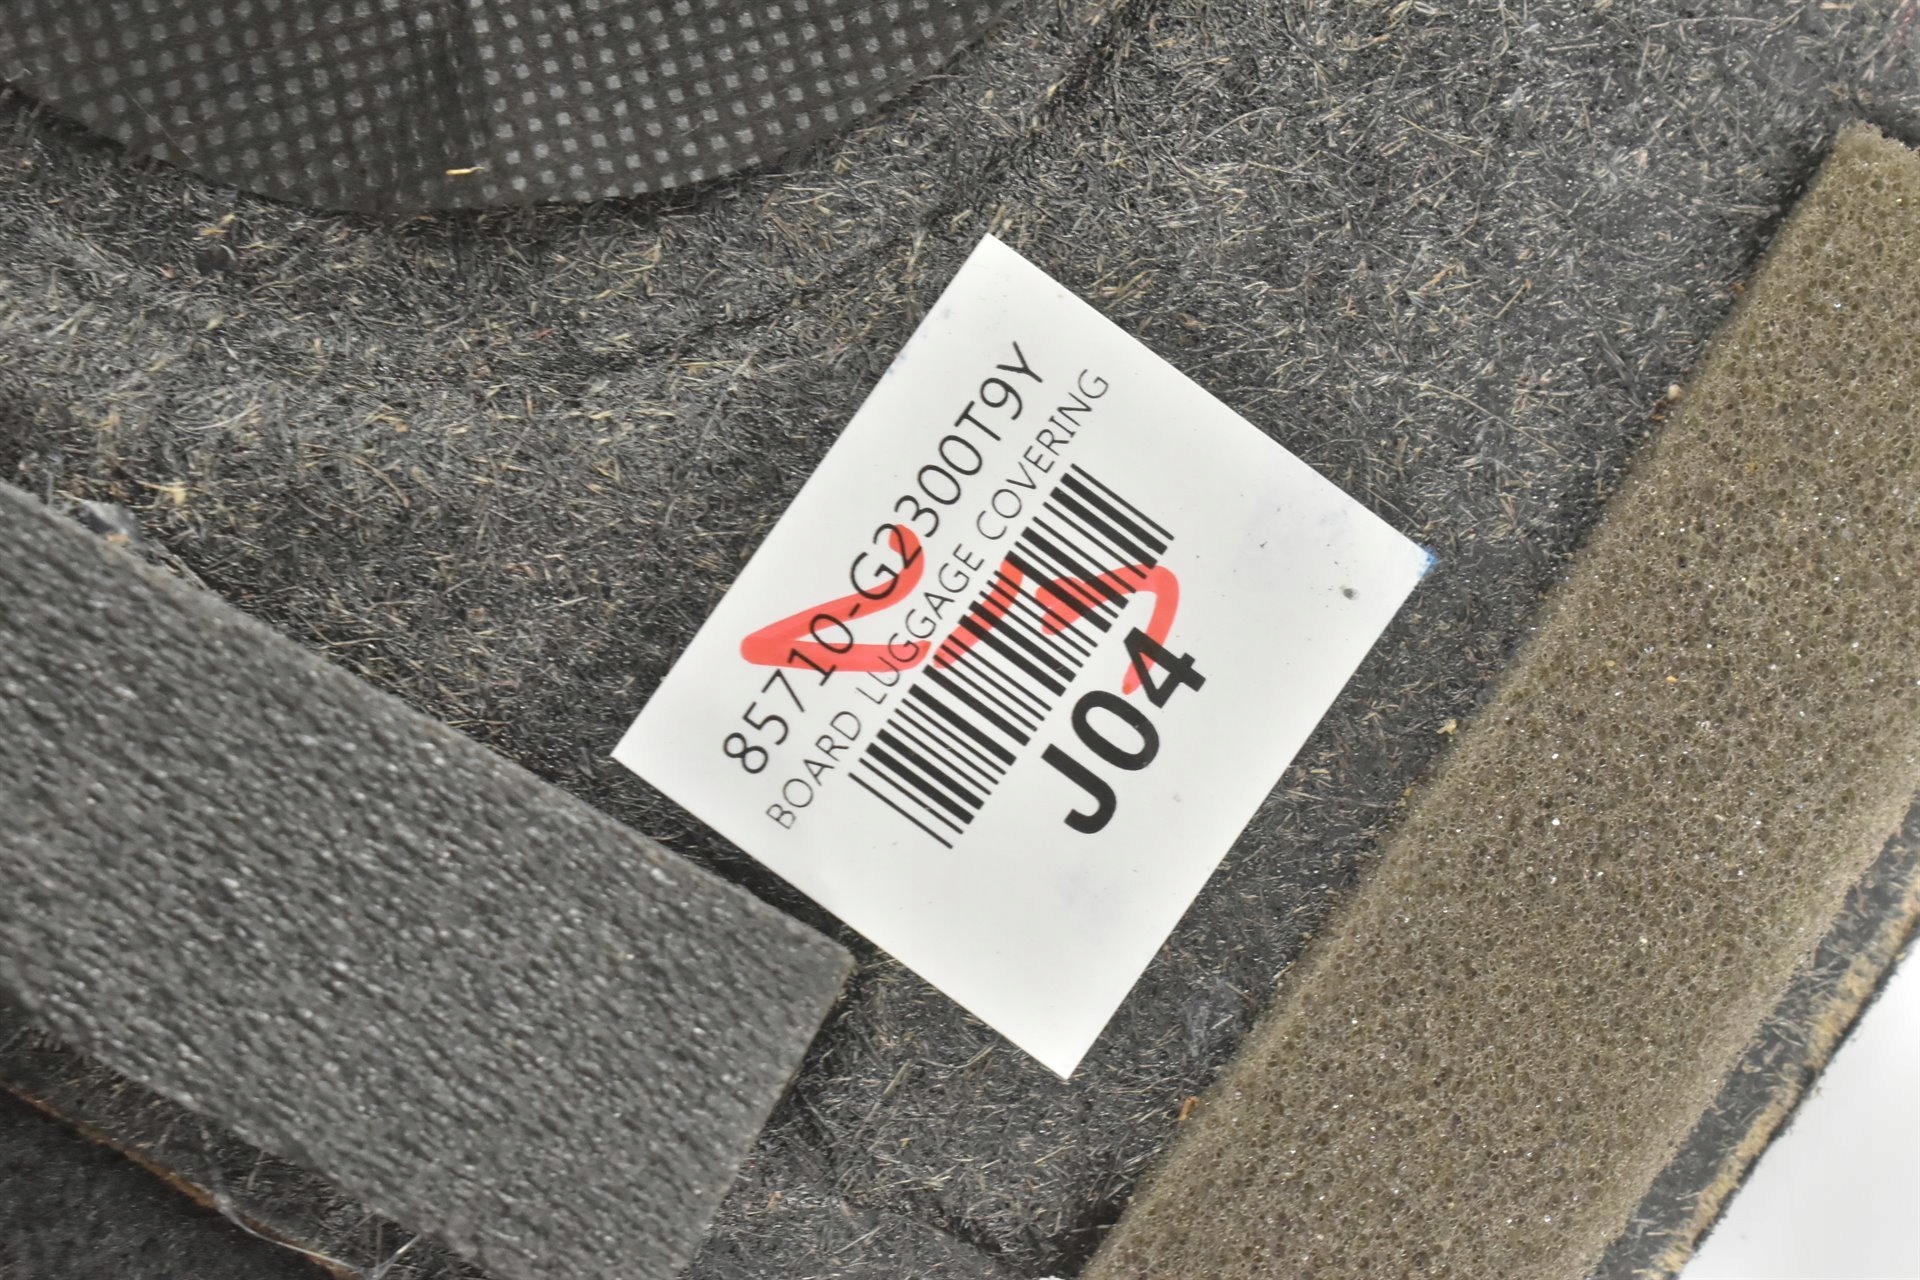 85710-G2300T9Y
BOARD LUGGAGE COVERING
J04